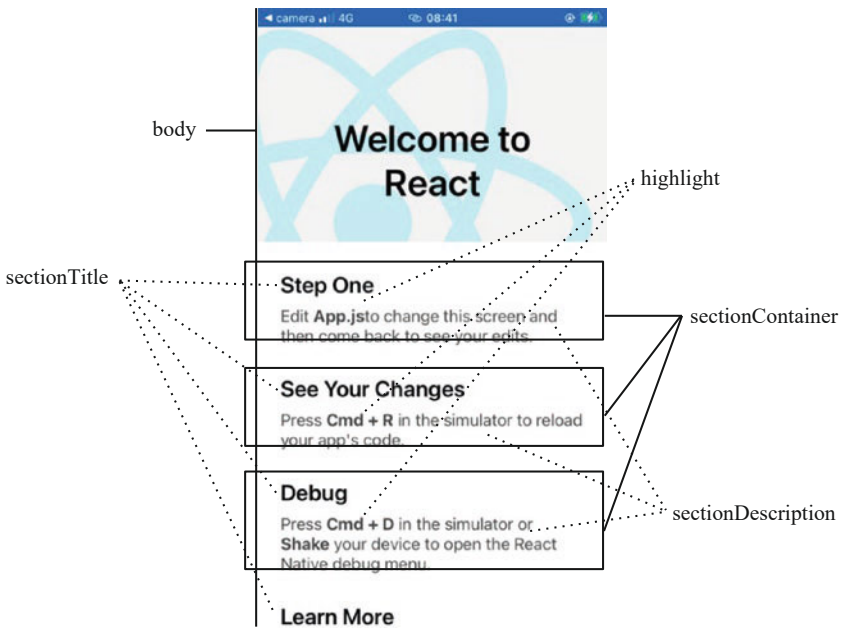 ◄ camera 4G 08:41
body
Welcome to
React
highlight
sectionTitle
Step One
Edit App.jsto change this screen and
then come back to see your edits.
sectionContainer
See Your Changes
Press Cmd + R in the simulator to reload
your app's code.
Debug
Press Cmd + D in the simulator or
Shake your device to open the React
Native debug menu.
sectionDescription
Learn More